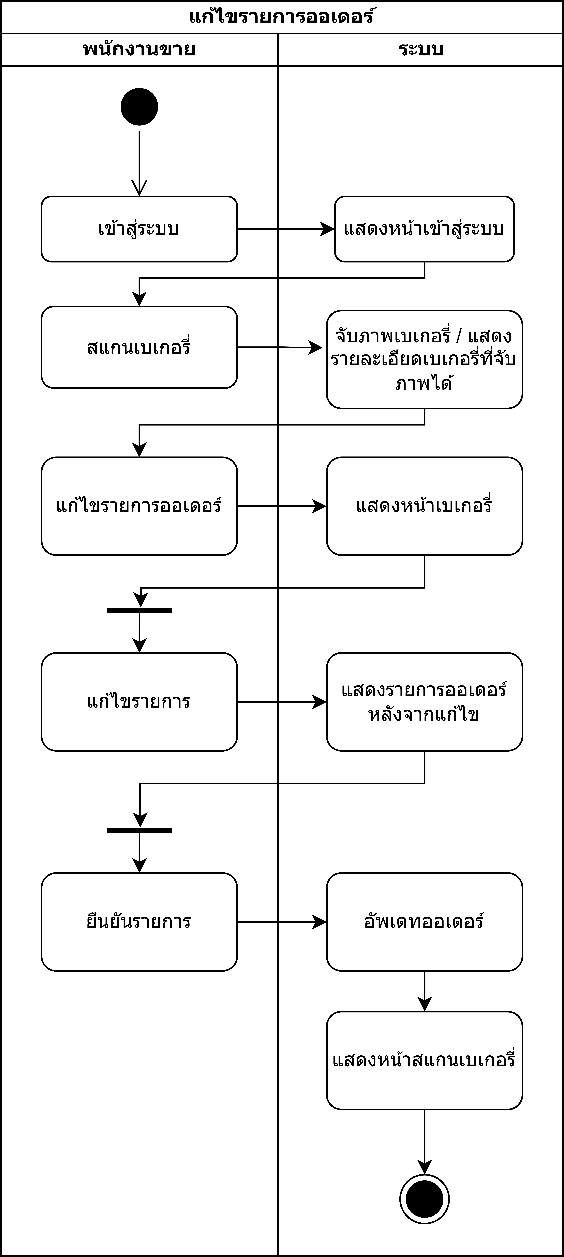 แก้ไขรายการออเดอร์
พนักงานขาย
ระบบ
เข้าสู่ระบบ
แสดงหน้าเข้าสู่ระบบ
สแกนเบเกอรี่
จับภาพเบเกอรี่ / แสดง
รายละเอียดเบเกอรี่ที่จับ
ภาพได้
แก้ไขรายการออเดอร์
แสดงหน้าเบเกอรี่
แก้ไขรายการ
แสดงรายการออเดอร์
หลังจากแก้ไข
ยืนยันรายการ
อัพเดทออเดอร์
แสดงหน้าสแกนเบเกอรี่